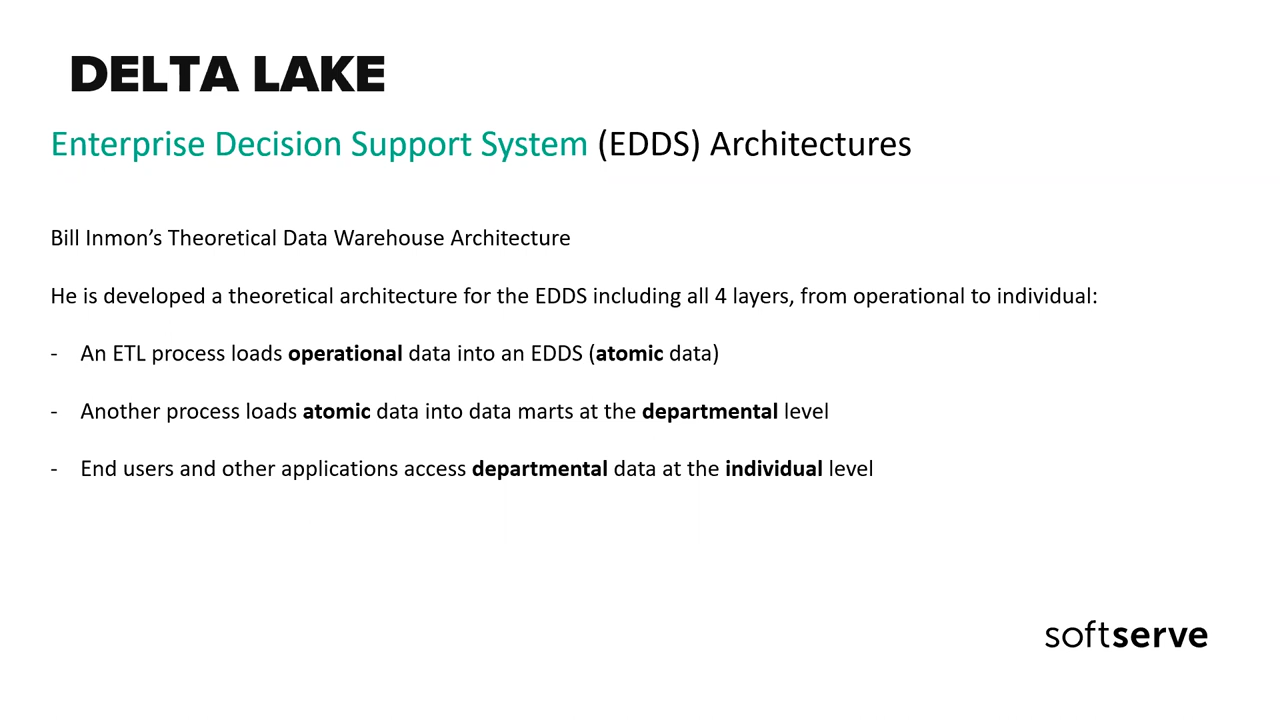 DELTA LAKE
Enterprise Decision Support System (EDDS) Architectures
Bill Inmon’s Theoretical Data Warehouse Architecture
He is developed a theoretical architecture for the EDDS including all 4 layers, from operational to individual:
- An ETL process loads operational data into an EDDS (atomic data)
- Another process loads atomic data into data marts at the departmental level
- End users and other applications access departmental data at the individual level
softserve